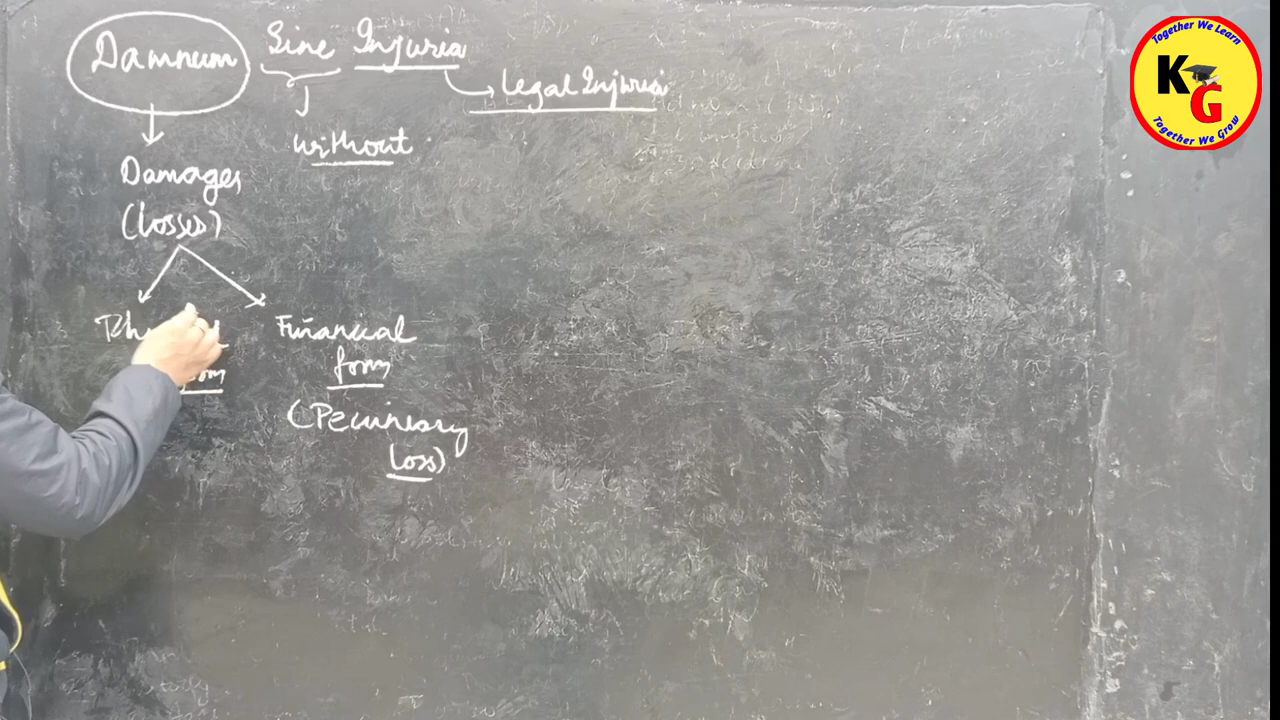 Damnum Sine Injuria
Legal Injuria
without
Damages
(losses)
Financial
form
form
(Pecuniary
loss)
Together We Learn
KG
Together We Grow